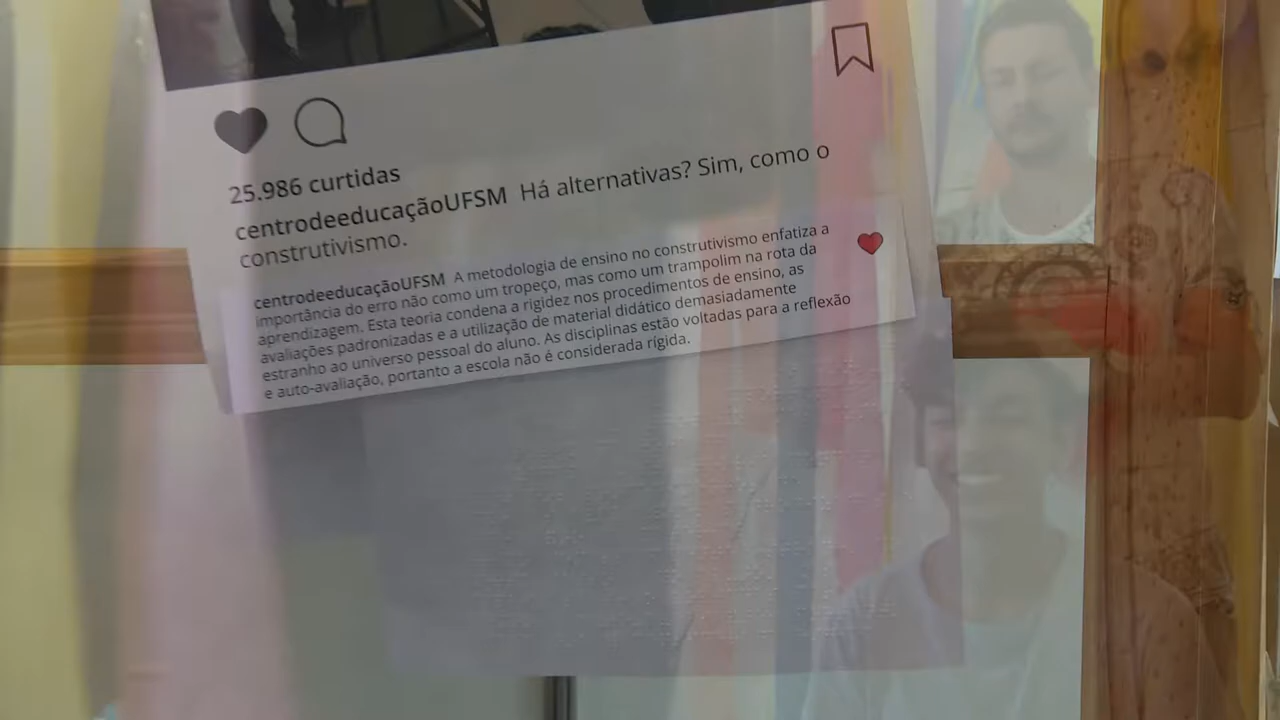 25.986 curtidas
centrodeeducaçãoUFSM Há alternativas? Sim, como o
construtivismo.
centrodeeducaçãoUFSM A metodologia de ensino no construtivismo enfatiza a
importância do erro não como um tropeço, mas como um trampolim na rota da
aprendizagem. Esta teoria condena a rigidez nos procedimentos de ensino, as
avaliações padronizadas e a utilização de material didático demasiadamente
estranho ao universo pessoal do aluno. As disciplinas estão voltadas para a reflexão
e auto-avaliação, portanto a escola não é considerada rígida.